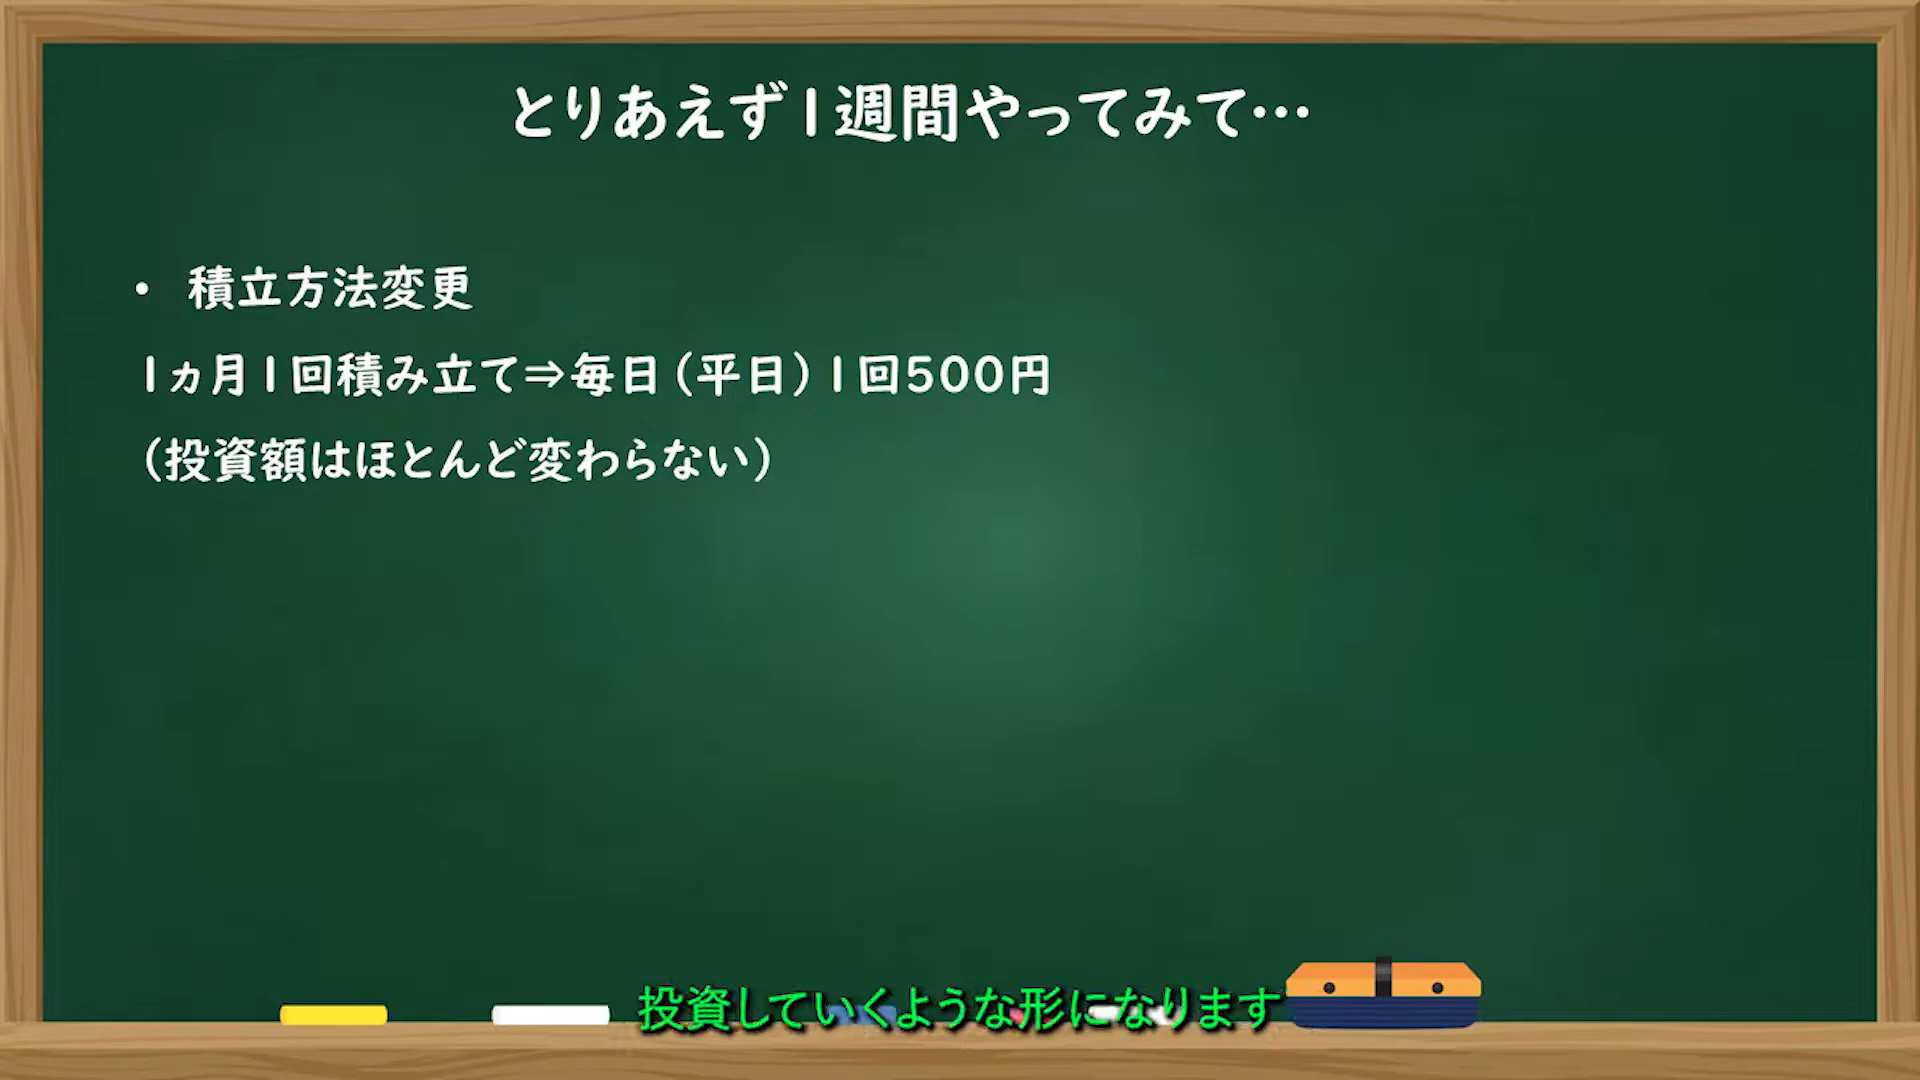 とりあえず1週間やってみて…
・ 積立方法変更
1ヵ月1回積み立て⇒毎日(平日)1回500円
(投資額はほとんど変わらない)
投資していくような形になります